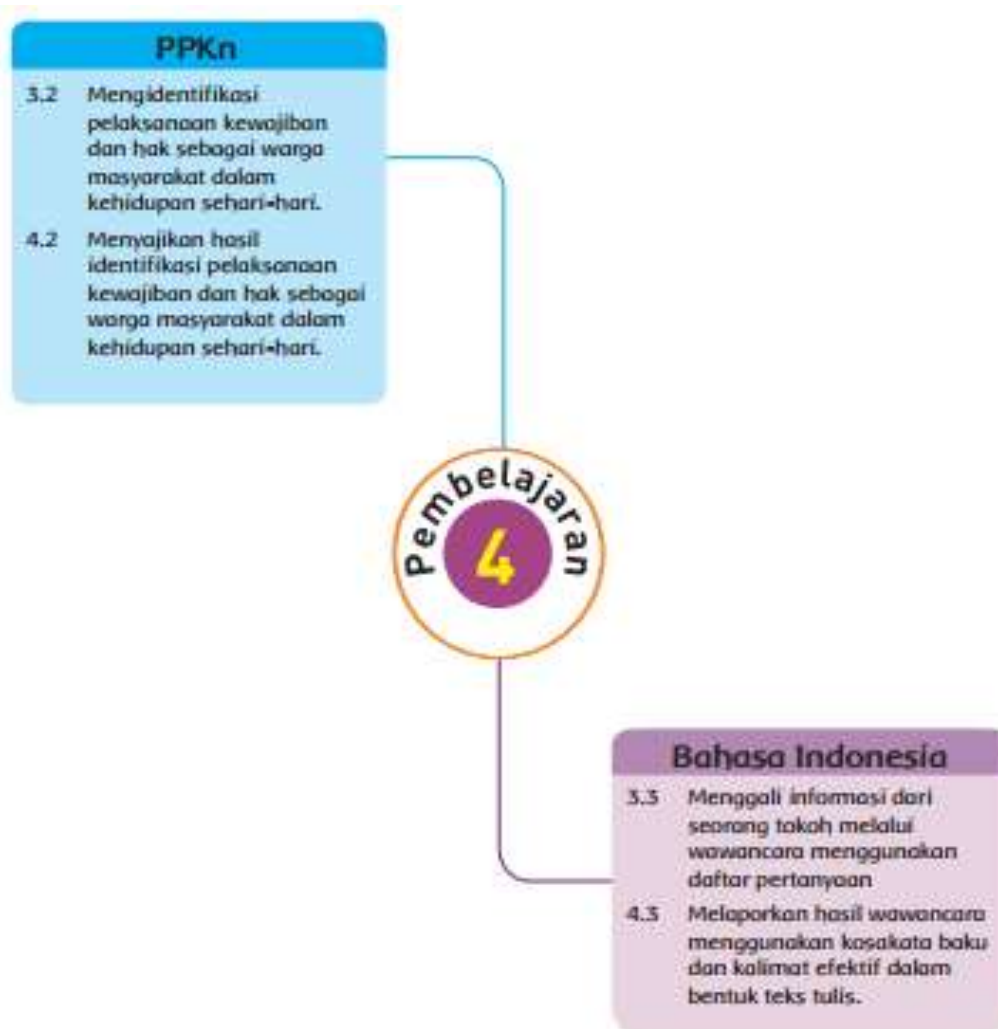 PPKn
3.2 Mengidentifikasi
pelaksanaan kewajiban
dan hak sebagai warga
masyarakat dalam
kehidupan sehari-hari.
4.2 Menyajikan hasil
identifikasi pelaksanaan
kewajiban dan hak sebagai
warga masyarakat dalam
kehidupan sehari-hari.
Pembelajaran
4
Bahasa Indonesia
3.3 Menggali informasi dari
seorang tokoh melalui
wawancara menggunakan
daftar pertanyaan
4.3 Melaporkan hasil wawancara
menggunakan kosakata baku
dan kalimat efektif dalam
bentuk teks tulis.